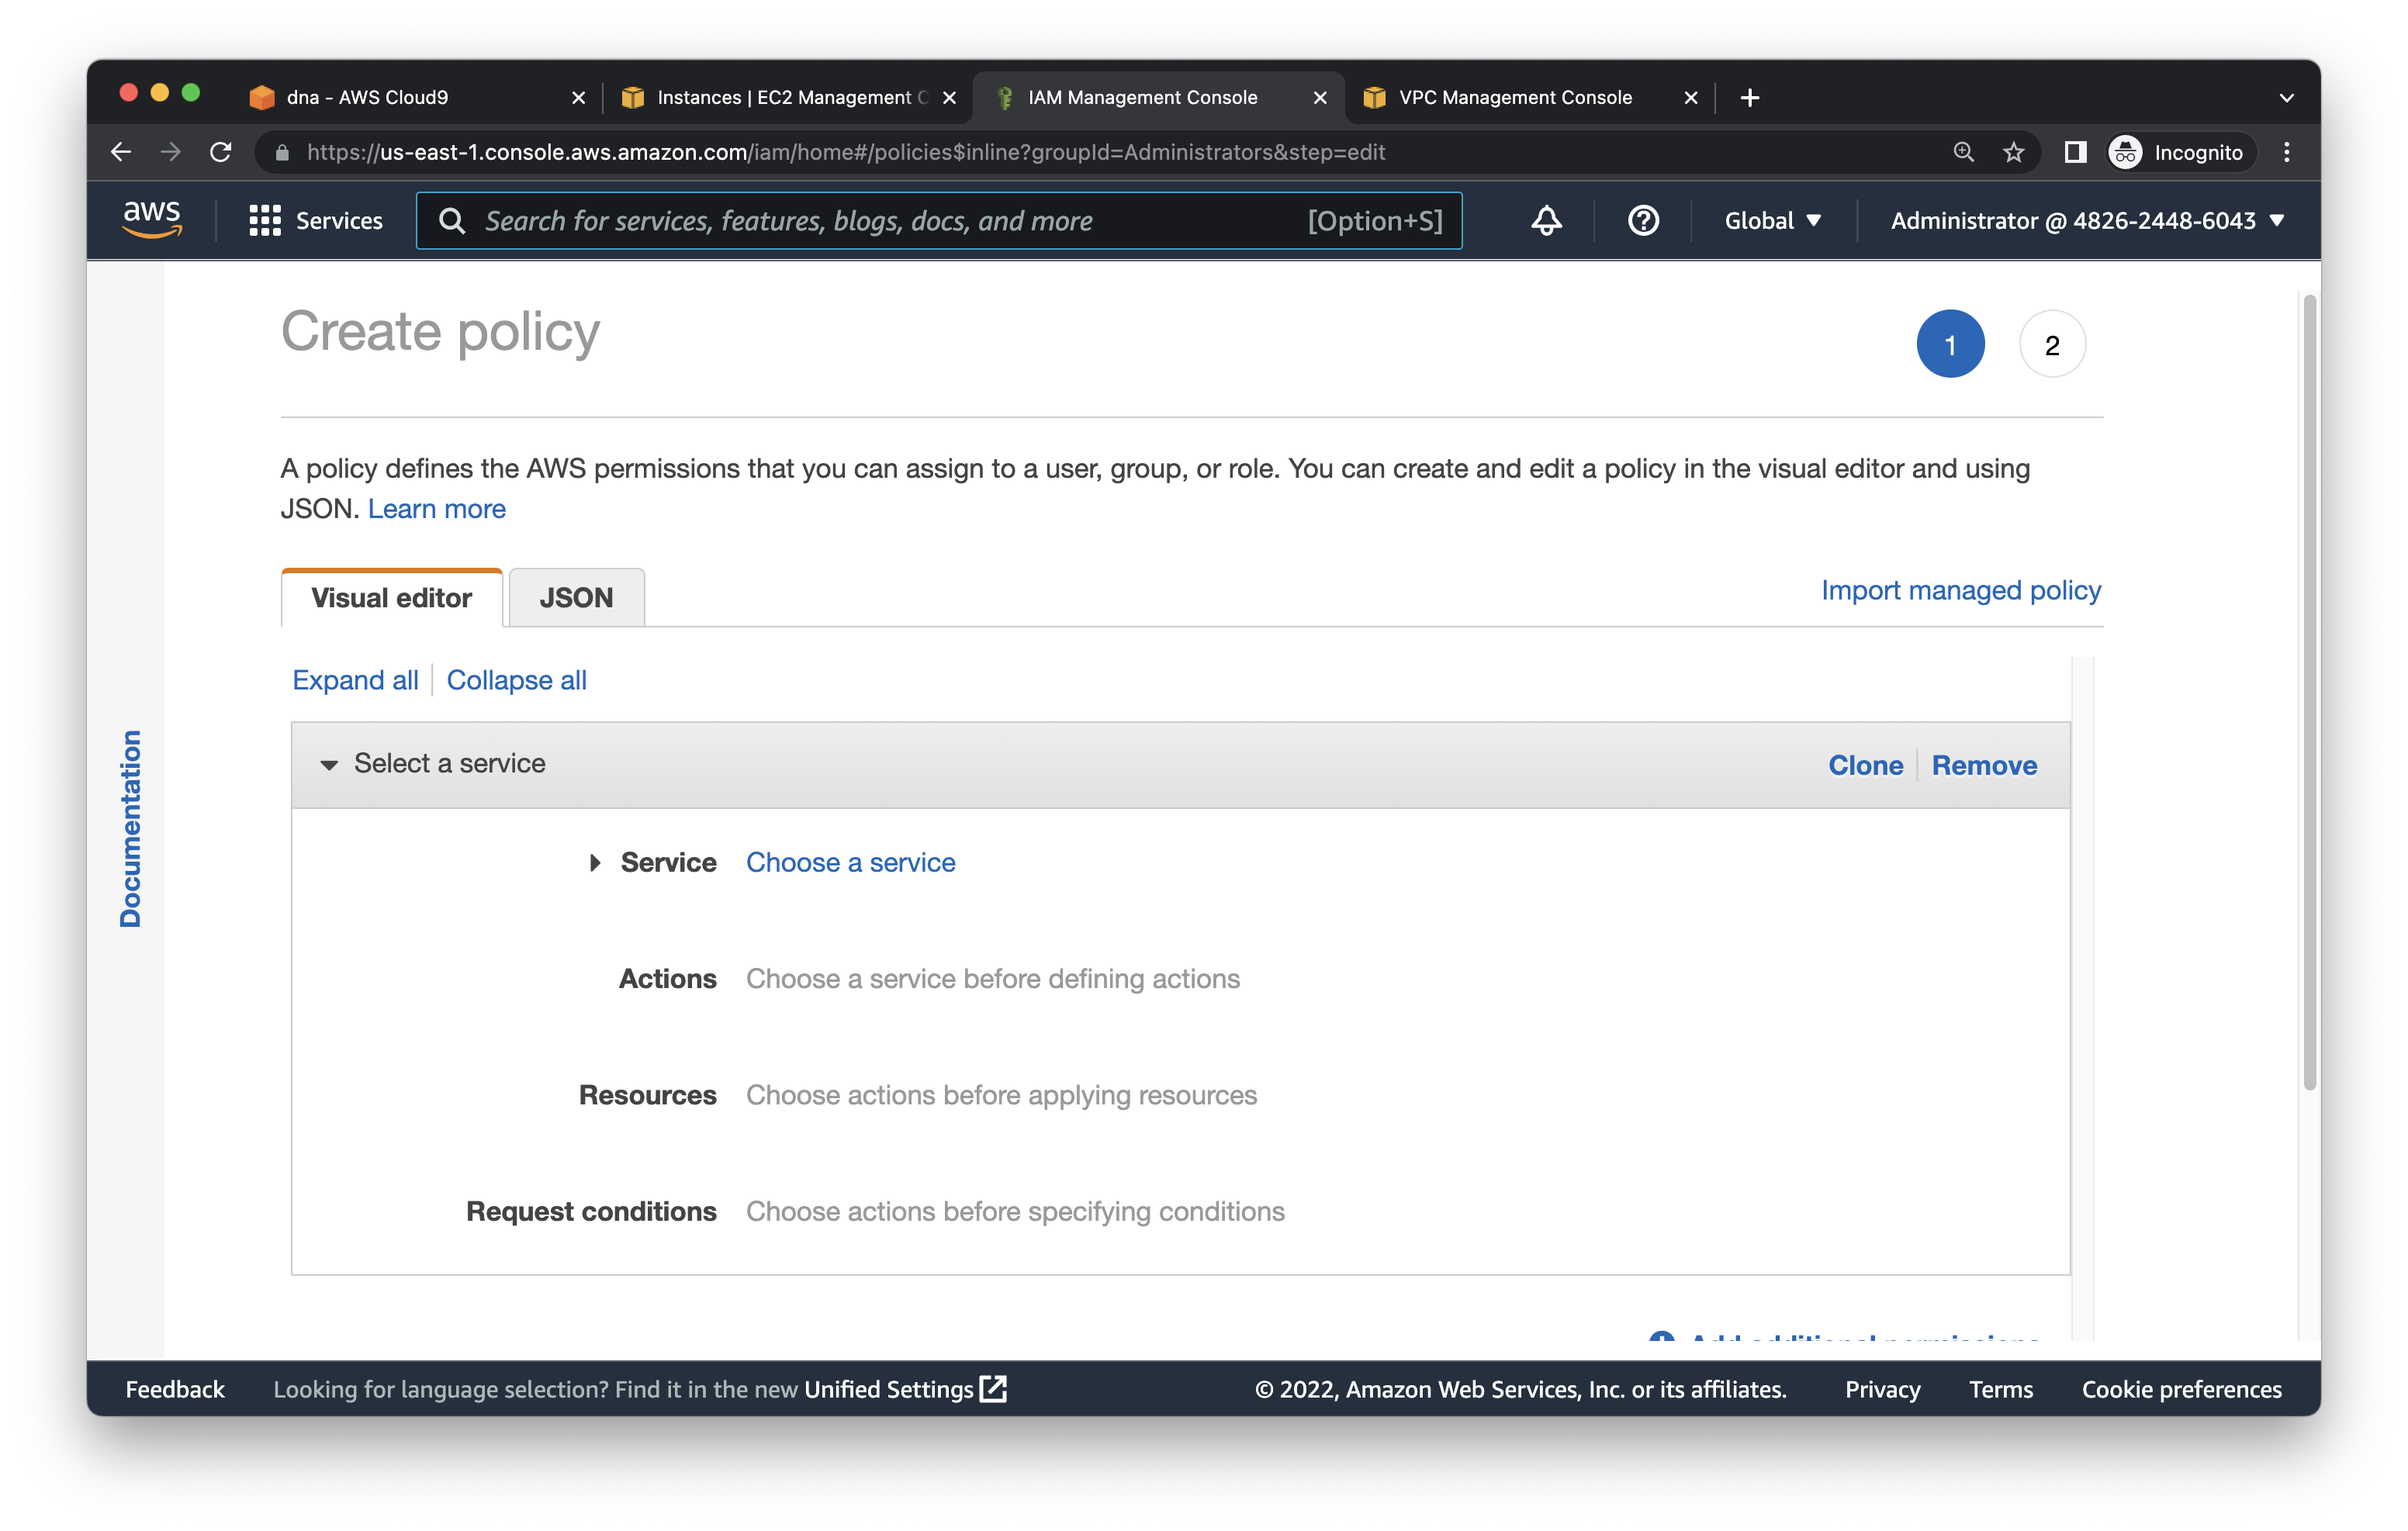 dna - AWS Cloud9
Instances | EC2 Management C
IAM Management Console
VPC Management Console
https://us-east-1.console.aws.amazon.com/iam/home#/policies$inline?groupId=Administrators&step=edit
Incognito
aws
Services
Search for services, features, blogs, docs, and more
[Option+S]
Global
Administrator @ 4826-2448-6043
Documentation
Create policy
1
2
A policy defines the AWS permissions that you can assign to a user, group, or role. You can create and edit a policy in the visual editor and using
JSON. Learn more
Visual editor
JSON
Import managed policy
Expand all
Collapse all
Select a service
Clone
Remove
Service Choose a service
Actions Choose a service before defining actions
Resources Choose actions before applying resources
Request conditions Choose actions before specifying conditions
Add additional permissions
Feedback
Looking for language selection? Find it in the new Unified Settings
© 2022, Amazon Web Services, Inc. or its affiliates.
Privacy
Terms
Cookie preferences